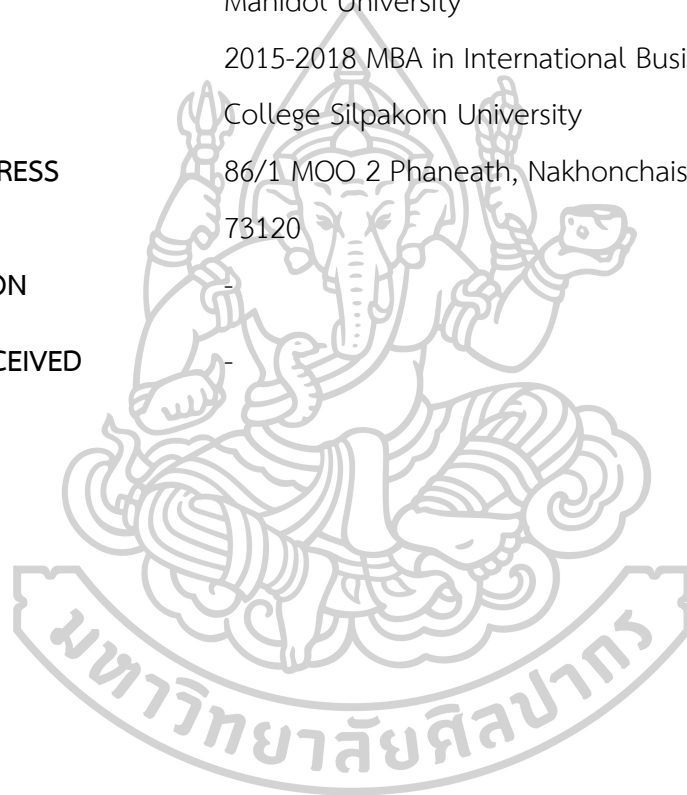 Mahidol University
2015-2018 MBA in International Busi
College Silpakorn University
RESS 86/1 MOO 2 Phaneath, Nakhonchais
73120
ON -
CEIVED -
มหาวิทยาลัยศิลปากร